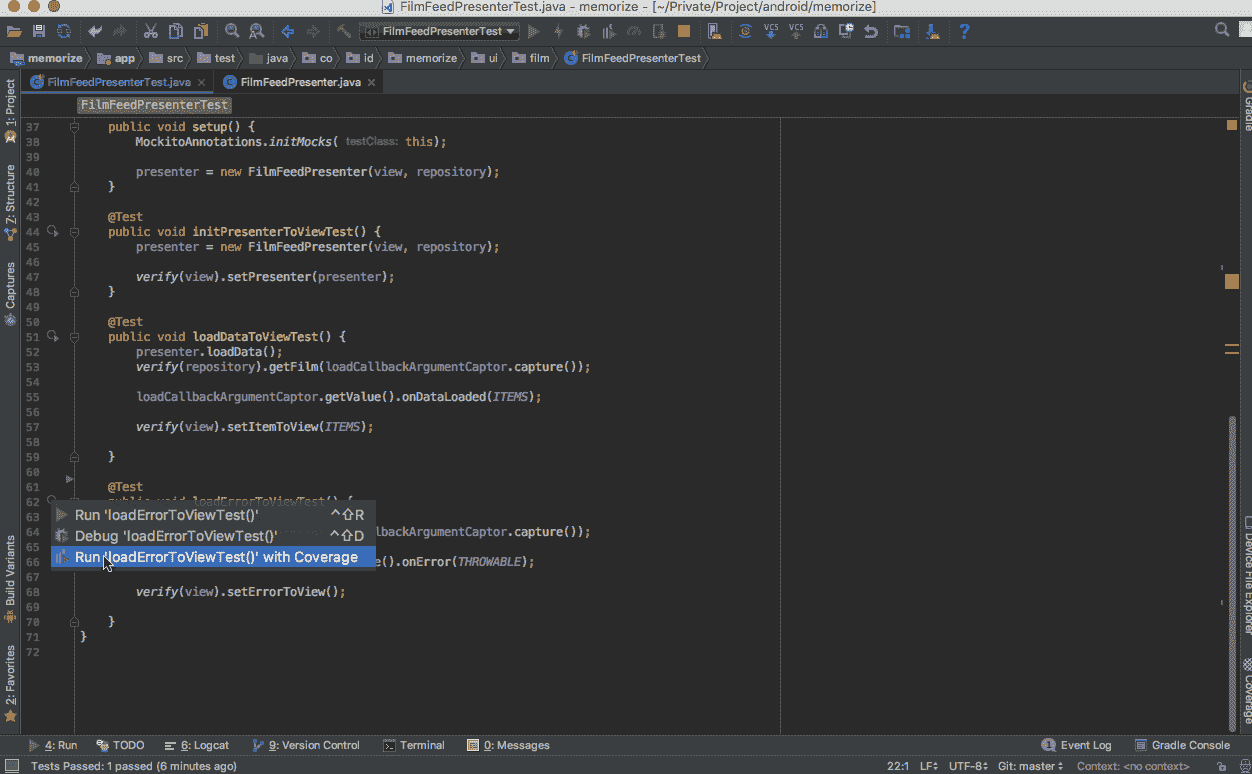 FilmFeedPresenterTest.java - memorize - [~/Private/Project/android/memorize]
FilmFeedPresenterTest
VCS VCS
memorize app src test java co id memorize ui film FilmFeedPresenterTest
FilmFeedPresenterTest.java FilmFeedPresenter.java
FilmFeedPresenterTest
37 public void setup() {
38 MockitoAnnotations.initMocks( testClass: this);
39
40 presenter = new FilmFeedPresenter(view, repository);
41 }
42
43 @Test
44 public void initPresenterToViewTest() {
45 presenter = new FilmFeedPresenter(view, repository);
46
47 verify(view).setPresenter(presenter);
48 }
49
50 @Test
51 public void loadDataToViewTest() {
52 presenter.loadData();
53 verify(repository).getFilm(loadCallbackArgumentCaptor.capture());
54
55 loadCallbackArgumentCaptor.getValue().onDataLoaded(ITEMS);
56
57 verify(view).setItemToView(ITEMS);
58
59 }
60
61 @Test
62 public void loadErrorToViewTest() {
63 Run 'loadErrorToViewTest()' ^⇧R
64 lbackArgumentCaptor.capture());
Debug 'loadErrorToViewTest()' ^⇧D
65
Run 'loadErrorToViewTest()' with Coverage
66 e().onError(THROWABLE);
67
68 verify(view).setErrorToView();
69
70 }
71 }
72
1: Project
7: Structure
Captures
Build Variants
2: Favorites
Gradle
Device File Explorer
Coverage
4: Run TODO 6: Logcat 9: Version Control Terminal 0: Messages Event Log Gradle Console
Tests Passed: 1 passed (6 minutes ago) 22:1 LF÷ UTF-8÷ Git: master÷ Context: <no context>